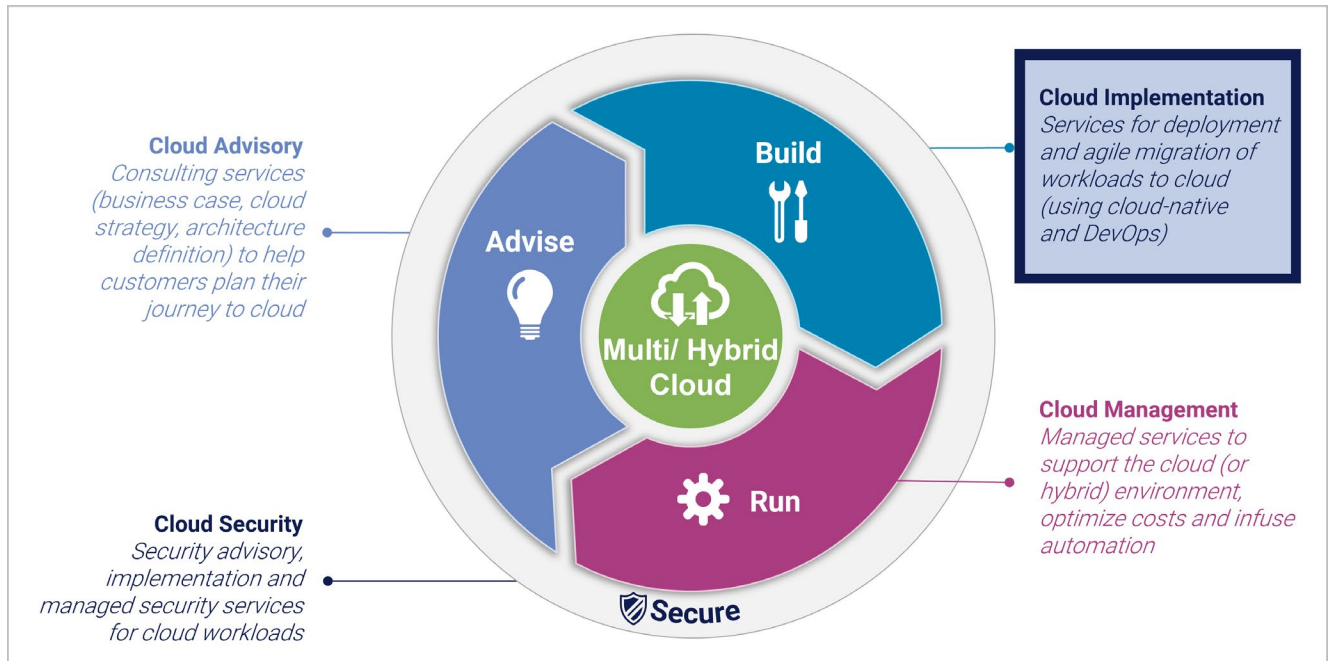 Cloud Advisory
Consulting services
(business case, cloud
strategy, architecture
definition) to help
customers plan their
journey to cloud
Cloud Security
Security advisory,
implementation and
managed security services
for cloud workloads
Advise
Build
Multi/ Hybrid
Cloud
Run
Secure
Cloud Implementation
Services for deployment
and agile migration of
workloads to cloud
(using cloud-native
and DevOps)
Cloud Management
Managed services to
support the cloud (or
hybrid) environment,
optimize costs and infuse
automation